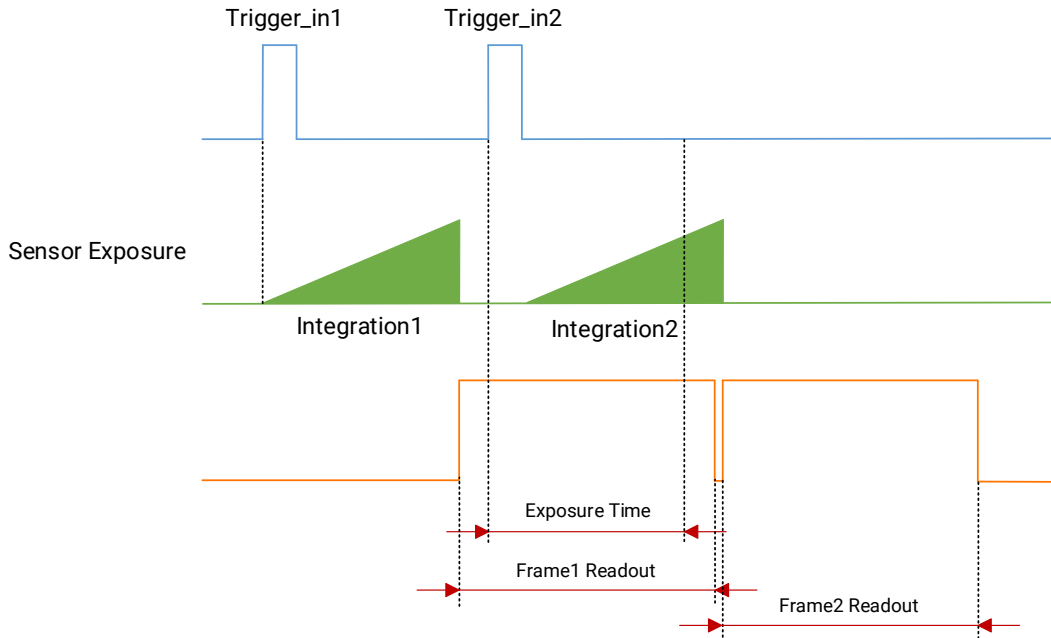 Trigger_in1
Trigger_in2
Sensor Exposure
Integration1
Integration2
Exposure Time
Frame1 Readout
Frame2 Readout